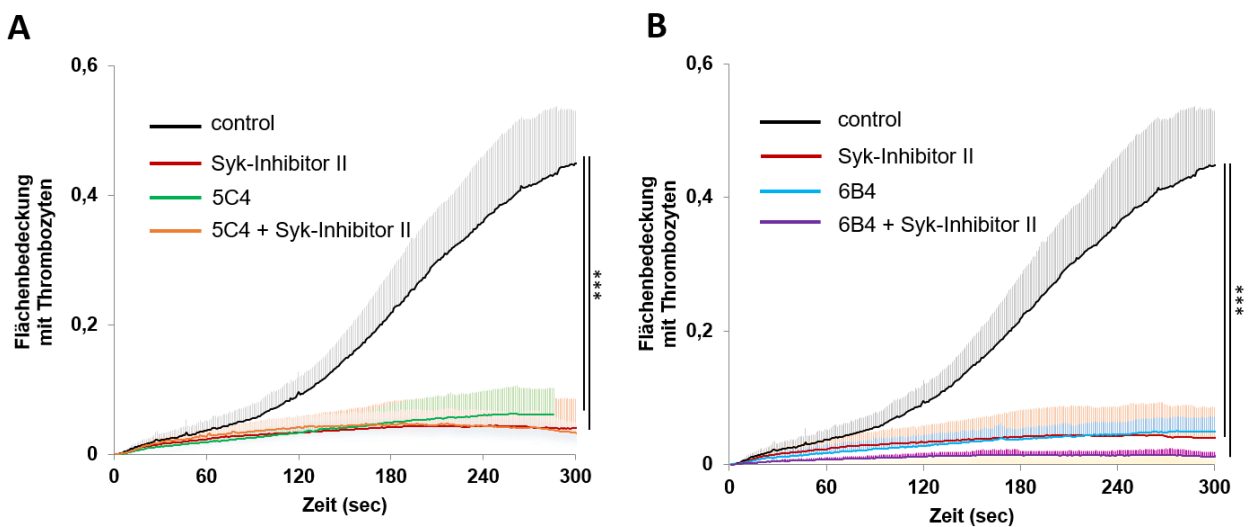 A
Flächenbedeckung
mit Thrombozyten
0,6
0,4
0,2
0
control
Syk-Inhibitor II
5C4
5C4 + Syk-Inhibitor II
***
0 60 120 180 240 300
Zeit (sec)
B
Flächenbedeckung
mit Thrombozyten
0,6
0,4
0,2
0
control
Syk-Inhibitor II
6B4
6B4 + Syk-Inhibitor II
***
0 60 120 180 240 300
Zeit (sec)